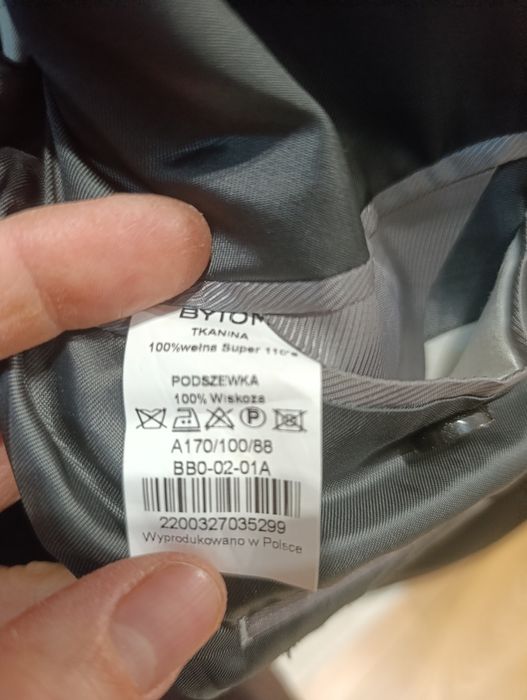 BYTOM
TKANINA
100%wełna Super 110's
PODSZEWKA
100% Wiskoza
P
A170/100/88
BB0-02-01A
2200327035299
Wyprodukowano w Polsce